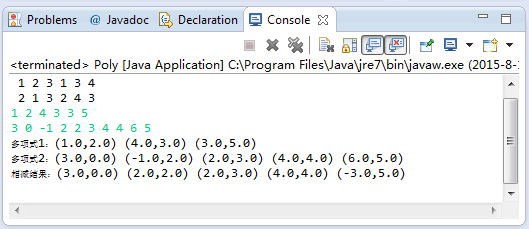 Problems @ Javadoc Declaration Console
<terminated> Poly [Java Application] C:\Program Files\Java\jre7\bin\javaw.exe (2015-8-1
1 2 3 1 3 4
2 1 3 2 4 3
1 2 4 3 3 5
3 0 -1 2 2 3 4 4 6 5
多项式1: (1.0,2.0) (4.0,3.0) (3.0,5.0)
多项式2: (3.0,0.0) (-1.0,2.0) (2.0,3.0) (4.0,4.0) (6.0,5.0)
相减结果: (3.0,0.0) (2.0,2.0) (2.0,3.0) (4.0,4.0) (-3.0,5.0)